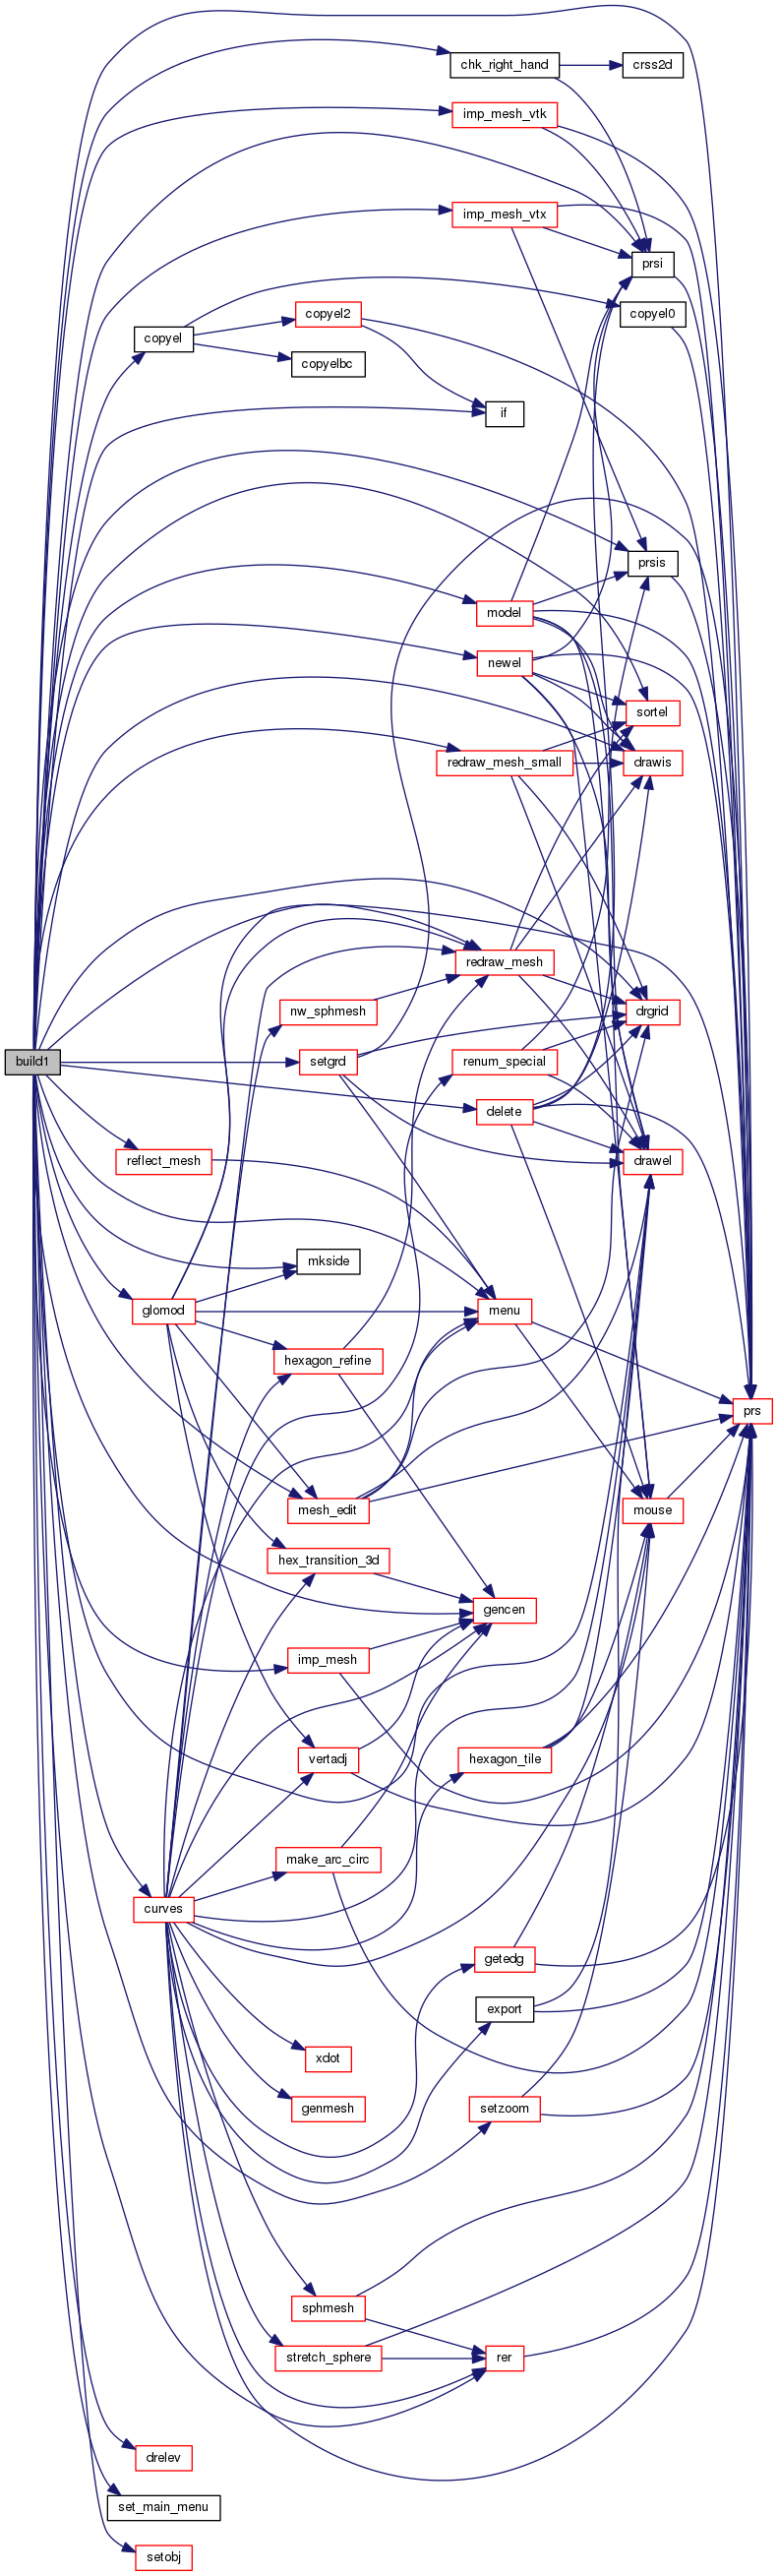 chk_right_hand
crss2d
imp_mesh_vtk
imp_mesh_vtx
prsi
copyel2
copyel0
copyel
copyelbc
if
prsis
model
newel
sortel
redraw_mesh_small
drawis
redraw_mesh
nw_sphmesh
drgrid
build1
setgrd
renum_special
delete
reflect_mesh
drawel
mkside
glomod
menu
hexagon_refine
prs
mesh_edit
mouse
hex_transition_3d
gencen
imp_mesh
vertadj
hexagon_tile
make_arc_circ
curves
getedg
export
xdot
genmesh
setzoom
sphmesh
stretch_sphere
rer
drelev
set_main_menu
setobj